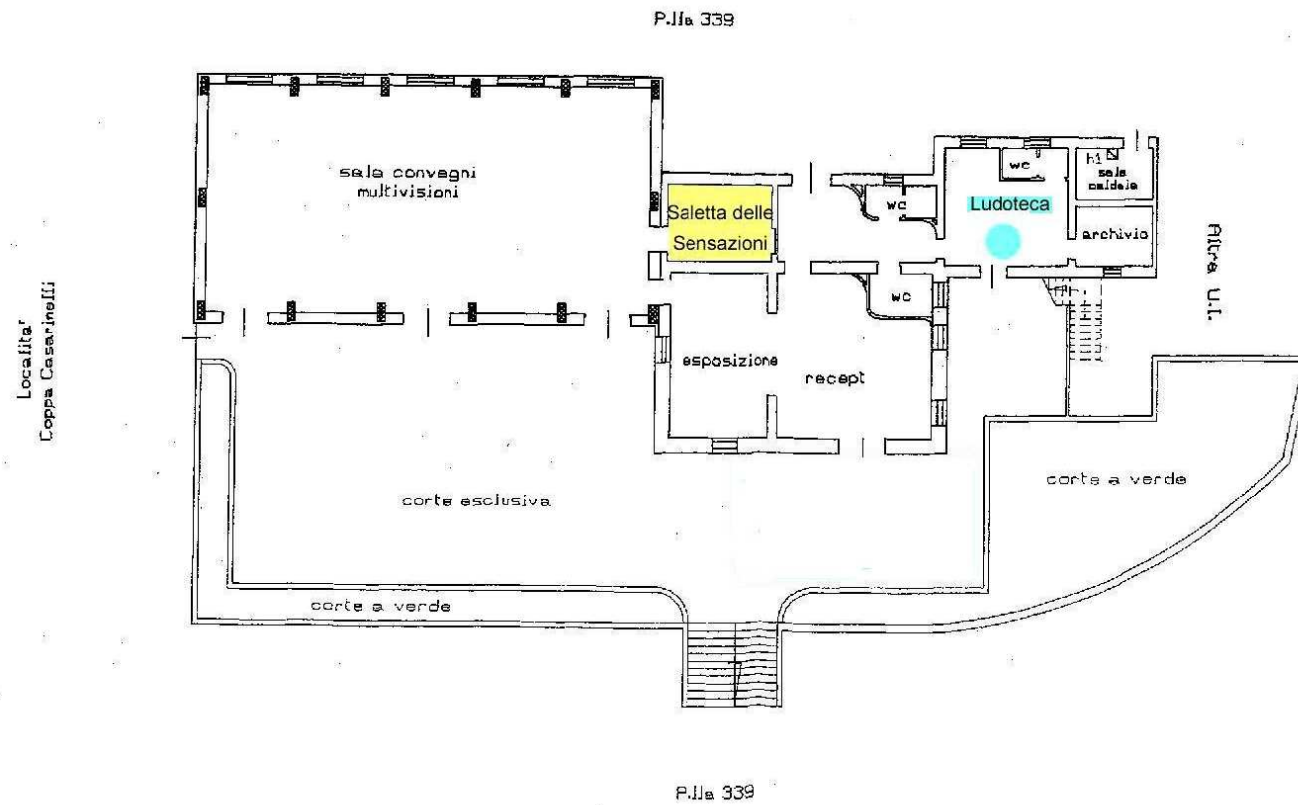 P.lla 339
sala convegni
multivisioni
Saletta delle
Sensazioni
wc
wc
Ludoteca
h1
sala
caldaia
archivio
Altra U.I.
Localita'
Coppa Casarinelli
esposizione
recept
wc
corte esclusiva
corte a verde
corte a verde
P.lla 339